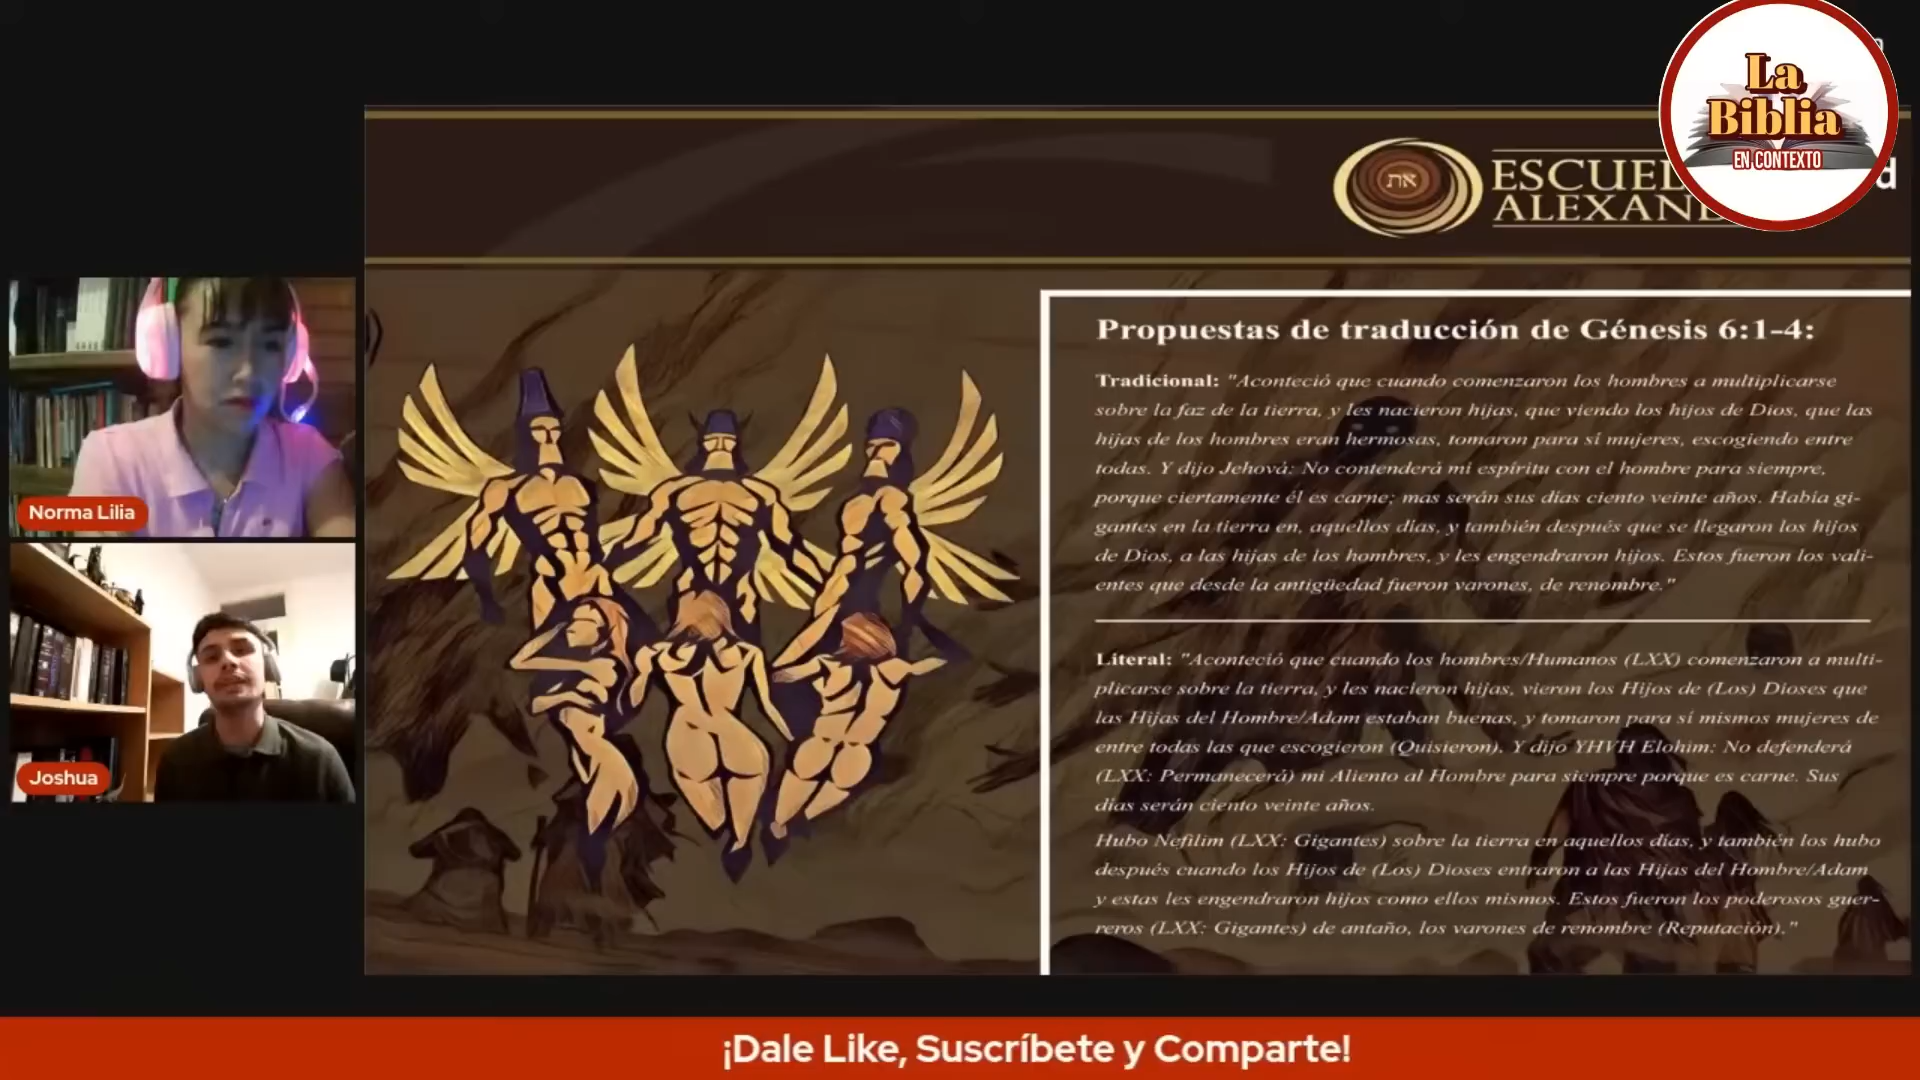 La
Biblia
EN CONTEXTO
את
ESCUEL
ALEXAN
d
Norma Lilia
Joshua
Propuestas de traducción de Génesis 6:1-4:
Tradicional: "Aconteció que cuando comenzaron los hombres a multiplicarse
sobre la faz de la tierra, y les nacieron hijas, que viendo los hijos de Dios, que las
hijas de los hombres eran hermosas, tomaron para sí mujeres, escogiendo entre
todas. Y dijo Jehová: No contenderá mi espíritu con el hombre para siempre,
porque ciertamente él es carne; mas serán sus días ciento veinte años. Había gi-
gantes en la tierra en, aquellos días, y también después que se llegaron los hijos
de Dios, a las hijas de los hombres, y les engendraron hijos. Estos fueron los vali-
entes que desde la antigüedad fueron varones, de renombre."
Literal: "Aconteció que cuando los hombres/Humanos (LXX) comenzaron a multi-
plicarse sobre la tierra, y les nacieron hijas, vieron los Hijos de (Los) Dioses que
las Hijas del Hombre/Adam estaban buenas, y tomaron para sí mismos mujeres de
entre todas las que escogieron (Quisieron). Y dijo YHVH Elohim: No defenderá
(LXX: Permanecerá) mi Aliento al Hombre para siempre porque es carne. Sus
días serán ciento veinte años.
Hubo Nefilim (LXX: Gigantes) sobre la tierra en aquellos días, y también los hubo
después cuando los Hijos de (Los) Dioses entraron a las Hijas del Hombre/Adam
y estas les engendraron hijos como ellos mismos. Estos fueron los poderosos guer-
reros (LXX: Gigantes) de antaño, los varones de renombre (Reputación)."
¡Dale Like, Suscríbete y Comparte!